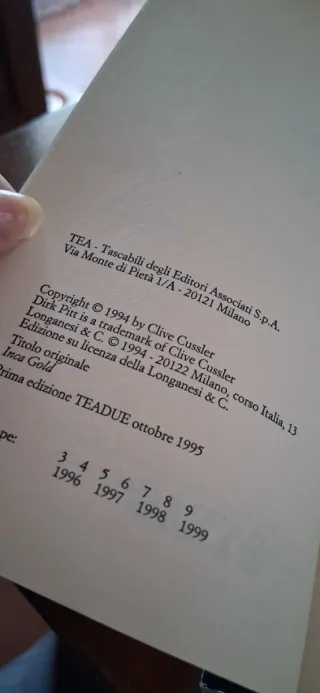 TEA - Tascabili degli Editori Associati S.p.A.
Via Monte di Pietà 1/A - 20121 Milano
Copyright © 1994 by Clive Cussler
Dirk Pitt is a trademark of Clive Cussler
Longanesi & C. © 1994 - 20122 Milano, corso Italia, 13
Edizione su licenza della Longanesi & C.
Titolo originale
Inca Gold
Prima edizione TEADUE ottobre 1995
pe:
3 4 5 6 7 8 9
1996 1997 1998 1999